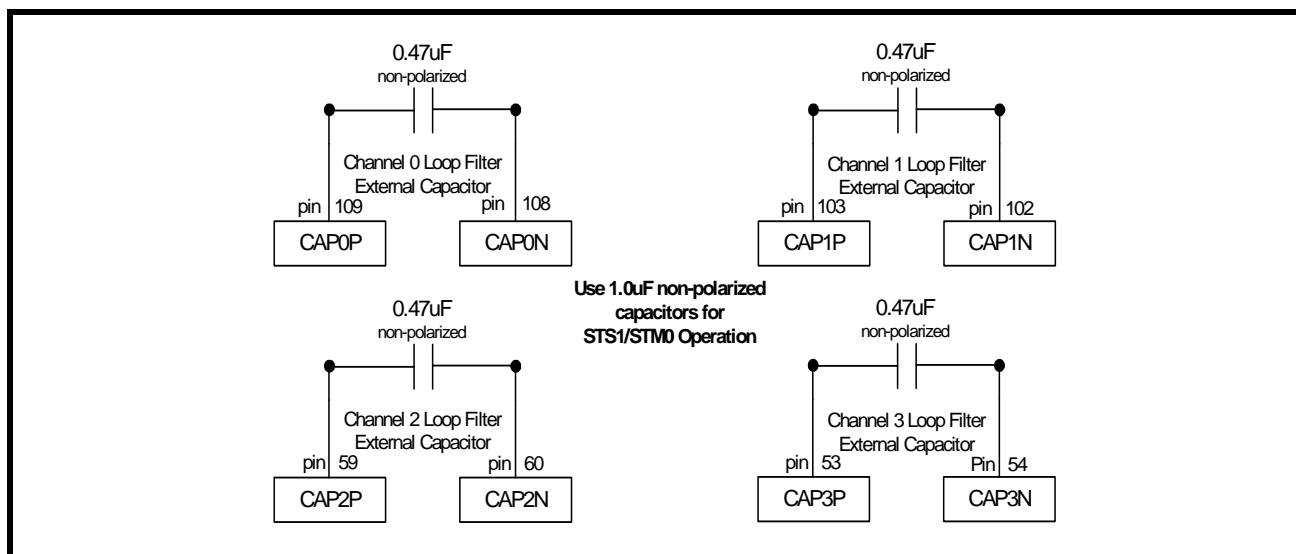 0.47uF
non-polarized
Channel 0 Loop Filter
External Capacitor
pin 109
pin 108
CAP0P
CAP0N
0.47uF
non-polarized
Channel 1 Loop Filter
External Capacitor
pin 103
pin 102
CAP1P
CAP1N
Use 1.0uF non-polarized
capacitors for
STS1/STM0 Operation
0.47uF
non-polarized
Channel 2 Loop Filter
External Capacitor
pin 59
pin 60
CAP2P
CAP2N
0.47uF
non-polarized
Channel 3 Loop Filter
External Capacitor
pin 53
Pin 54
CAP3P
CAP3N